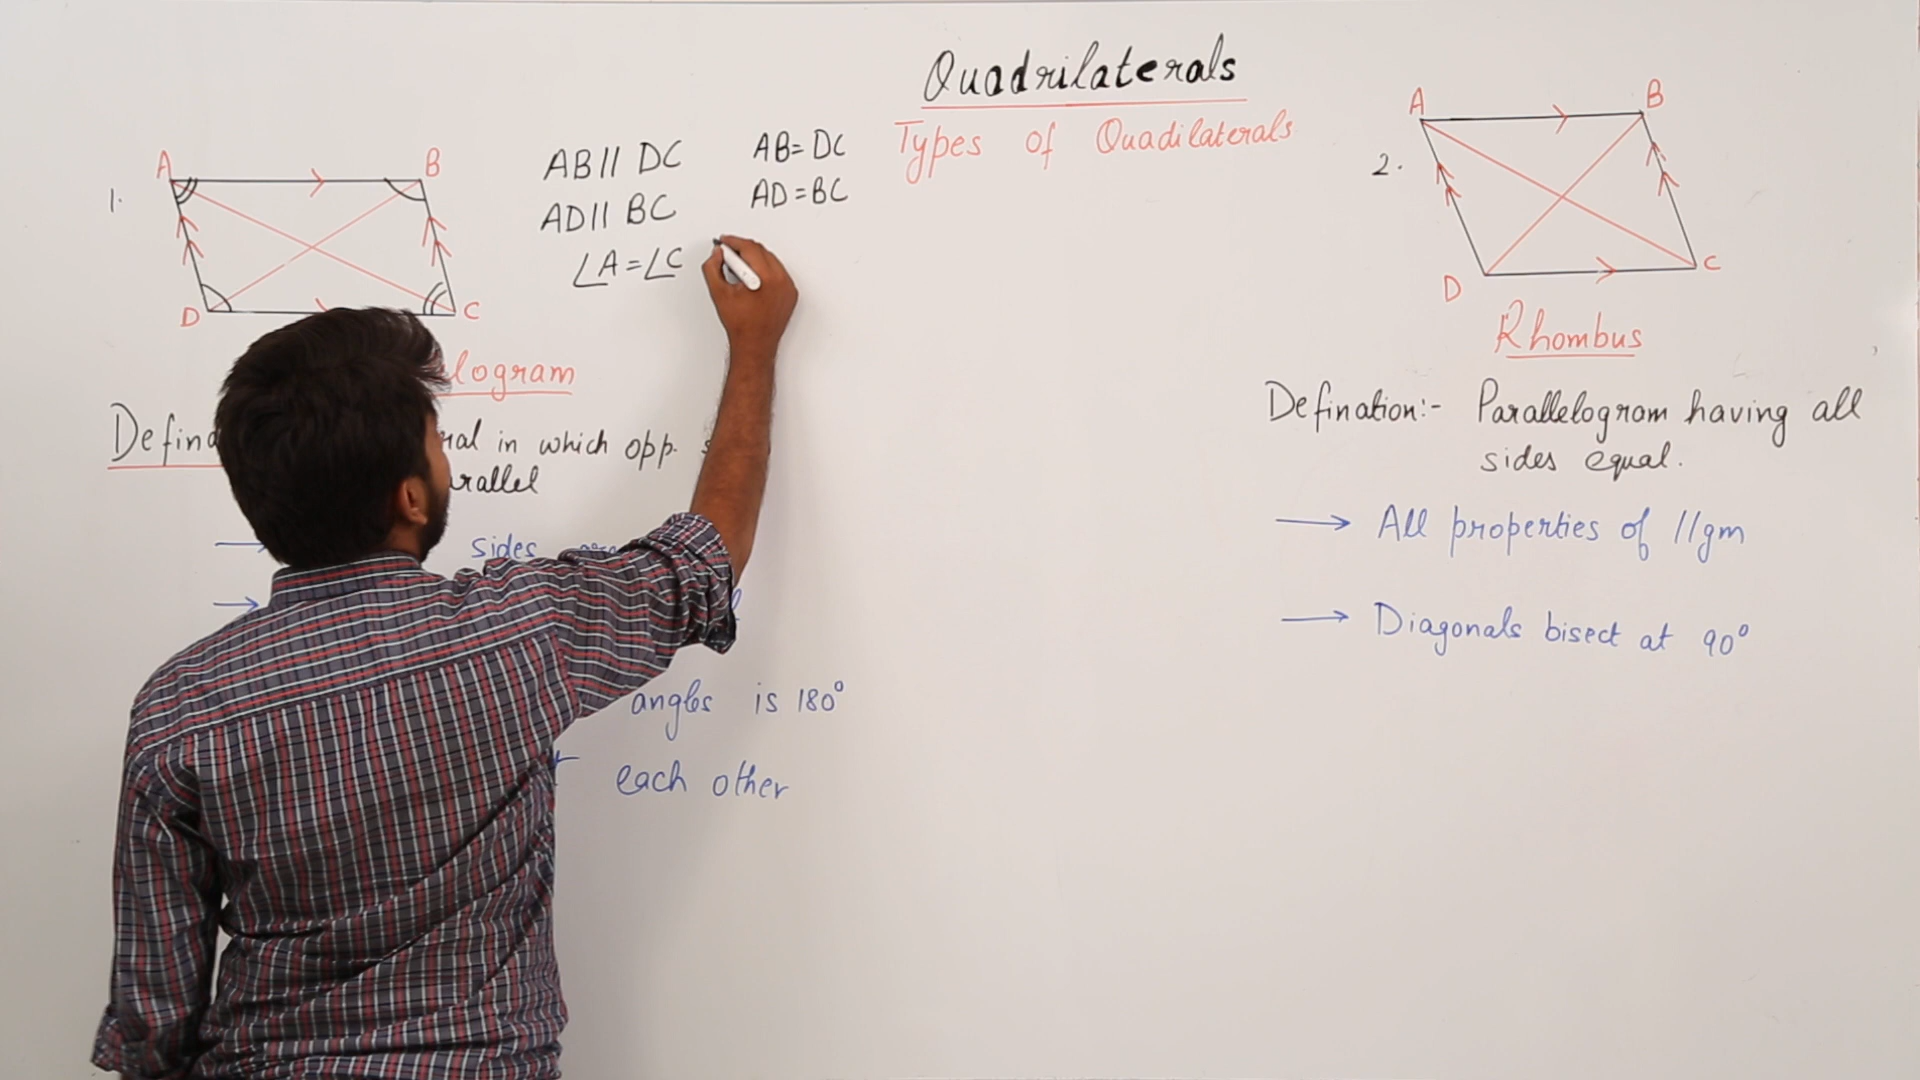 Quadrilaterals
Types of Quadilaterals
1.
A
B
D
C
AB// DC
AD// BC
∠A=∠C
AB=DC
AD=BC
logram
Defin
in which opp.
sides
angles is 180°
each other
2.
A
B
D
C
Rhombus
Defination:- Parallelogram having all
sides equal.
→ All properties of //gm
→ Diagonals bisect at 90°